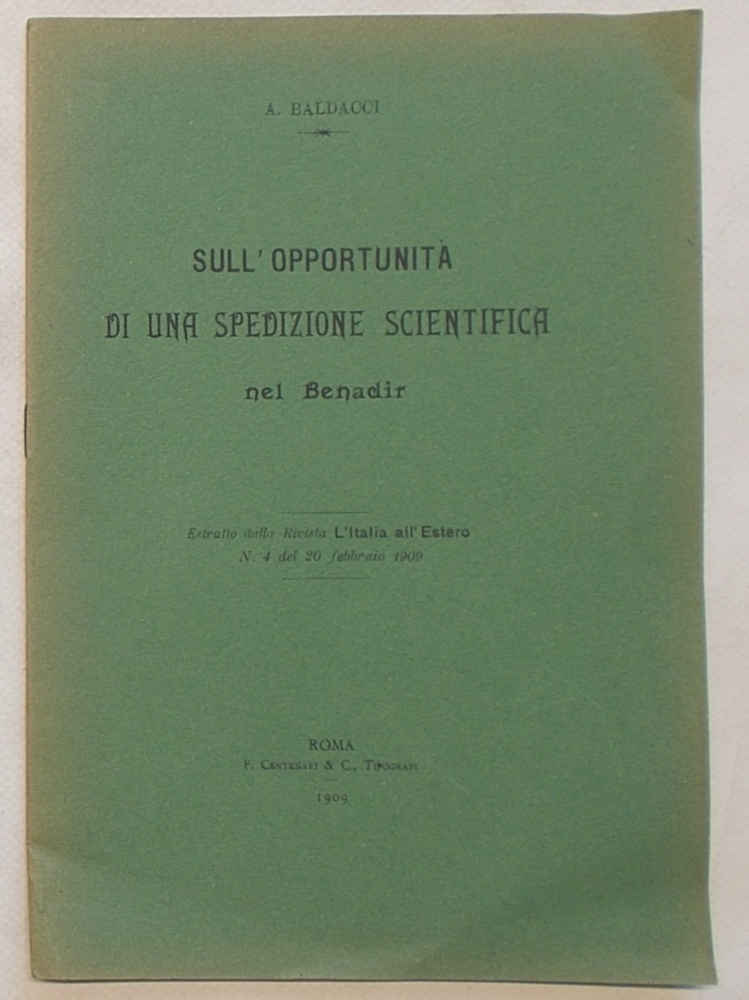 A. BALDACCI
SULL' OPPORTUNITÀ
DI UNA SPEDIZIONE SCIENTIFICA
nel Benadir
Estratto dalla Rivista L'Italia all'Estero
N. 4 del 20 febbraio 1909
ROMA
F. CENTENARI & C., TIPOGRAFI
1909